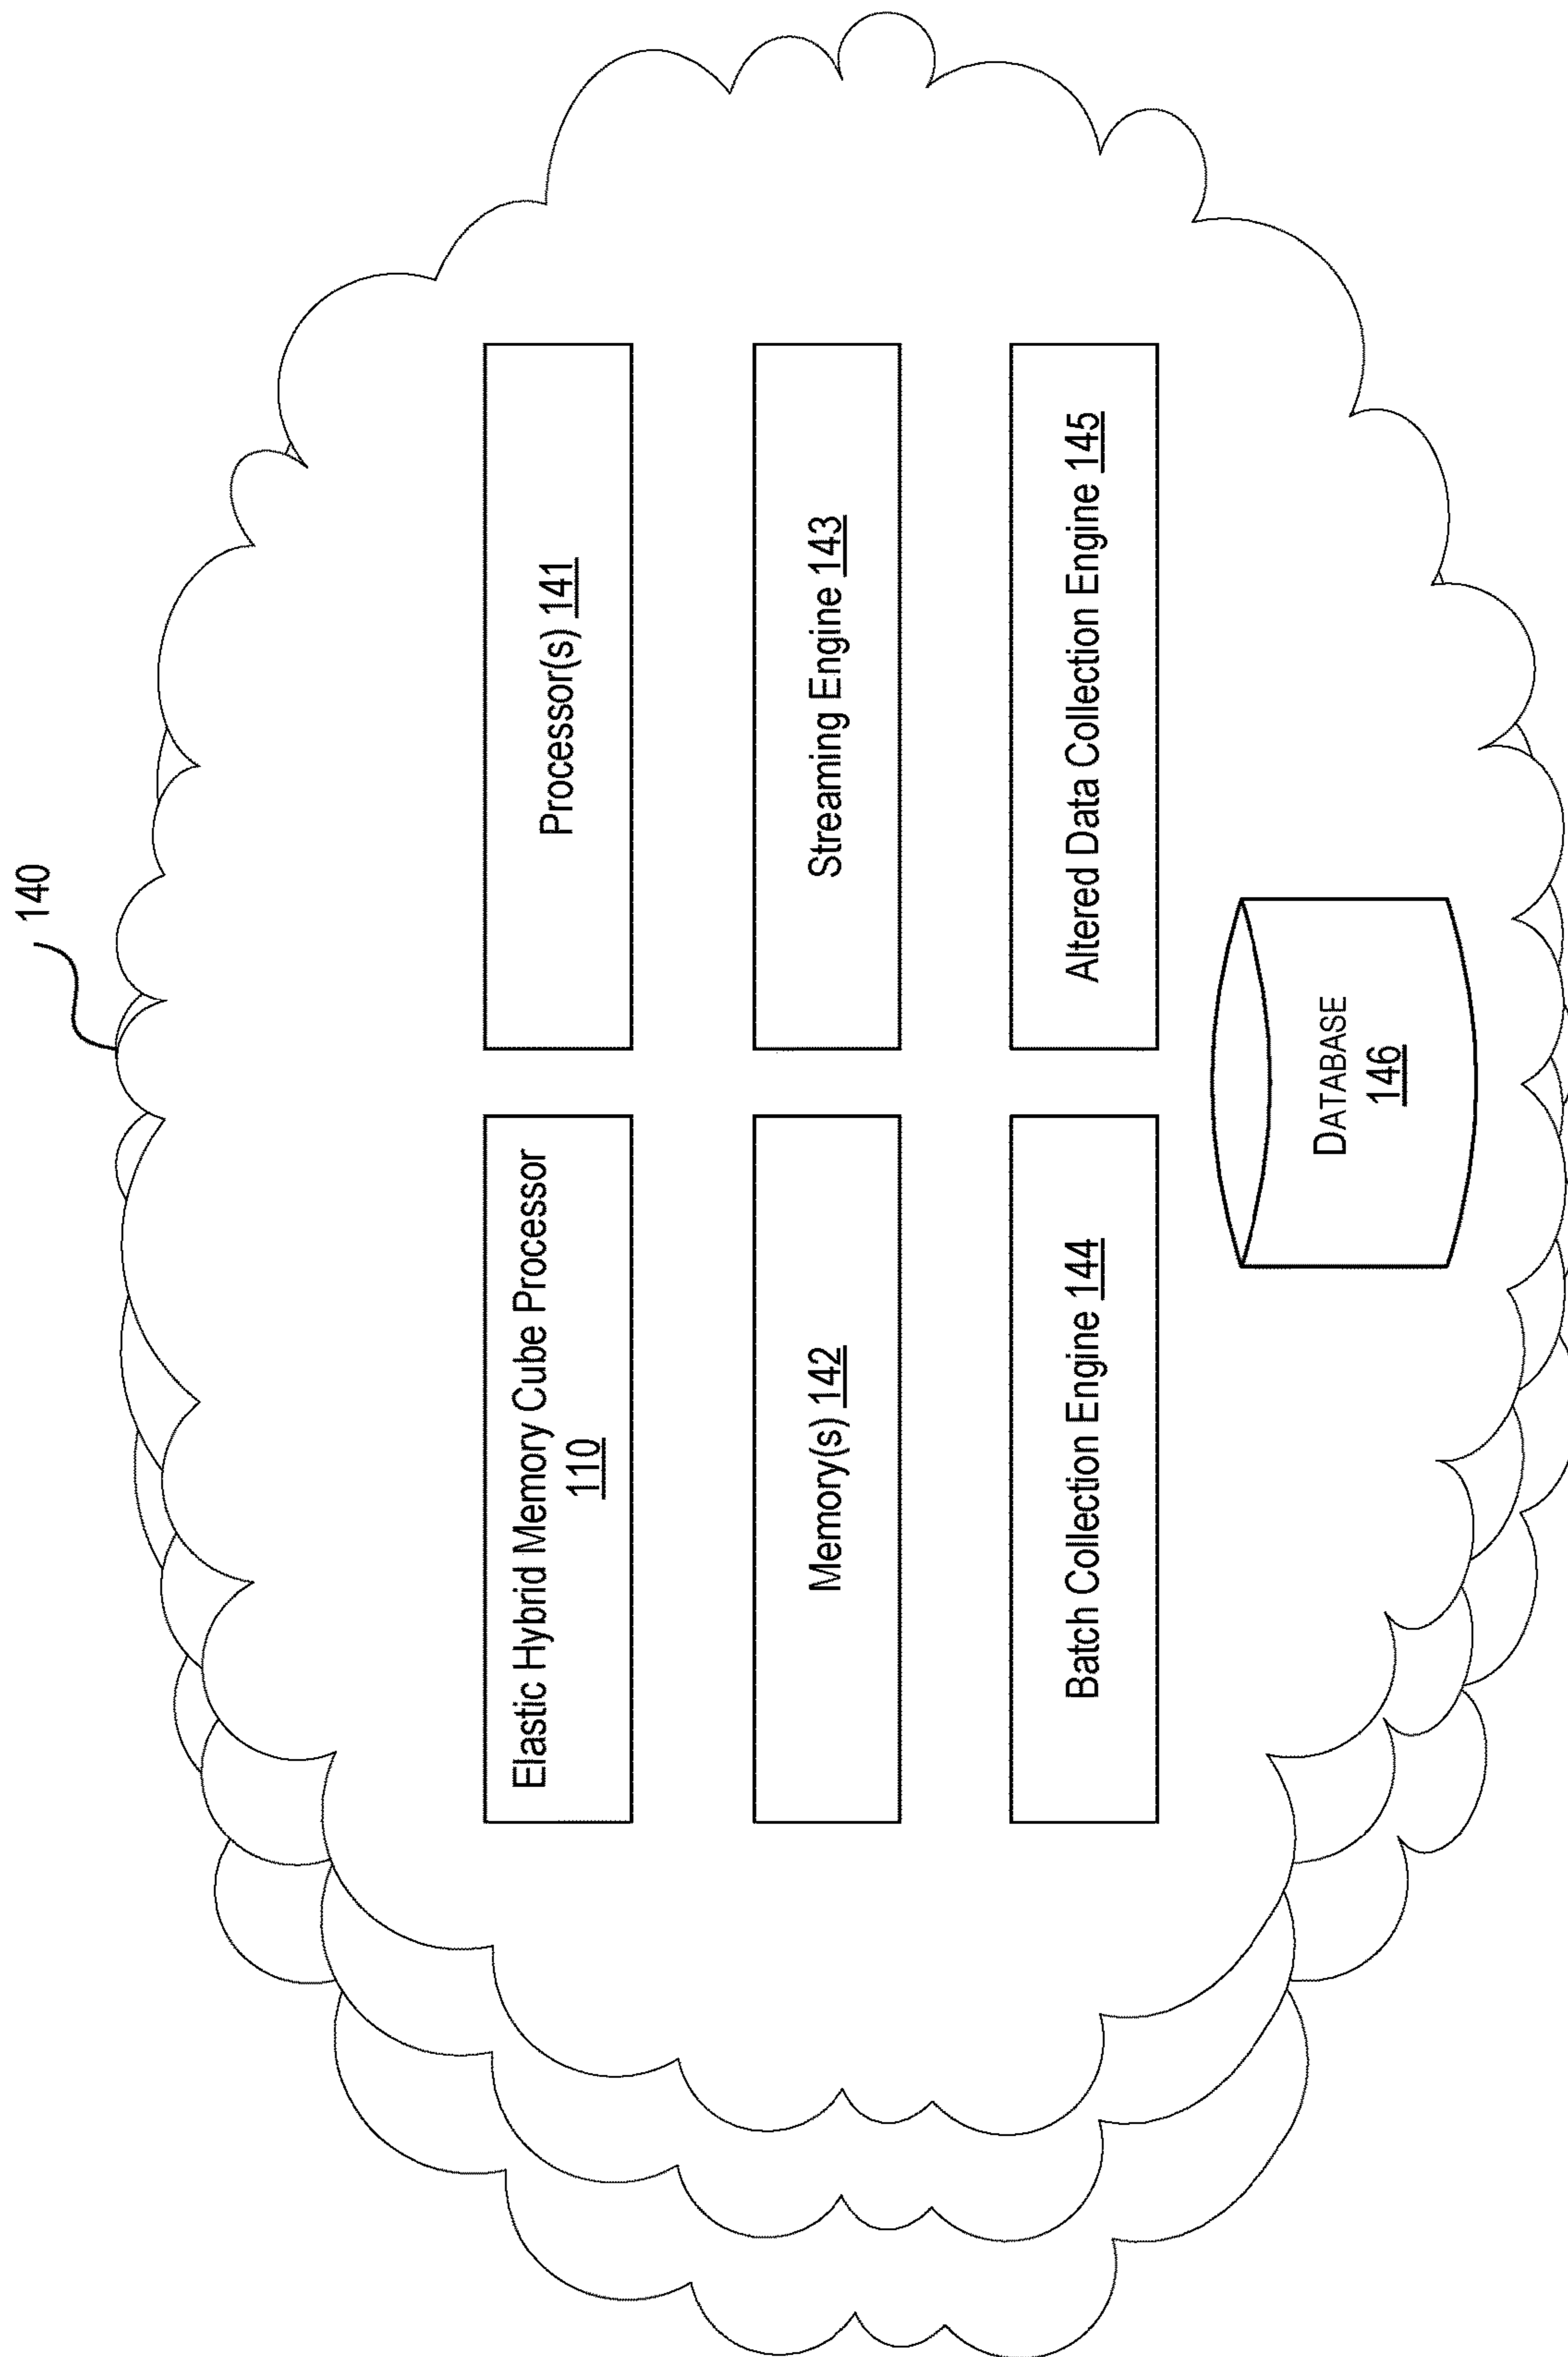 140
Elastic Hybrid Memory Cube Processor
110
Processor(s) 141
Memory(s) 142
Streaming Engine 143
Batch Collection Engine 144
Altered Data Collection Engine 145
DATABASE
146